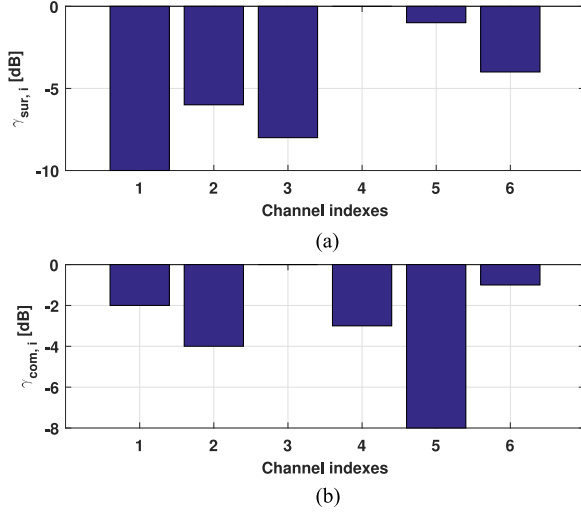 0
-5
-10
γsur, i [dB]
1 2 3 4 5 6
Channel indexes
(a)
0
-2
-4
-6
-8
γcom, i [dB]
1 2 3 4 5 6
Channel indexes
(b)